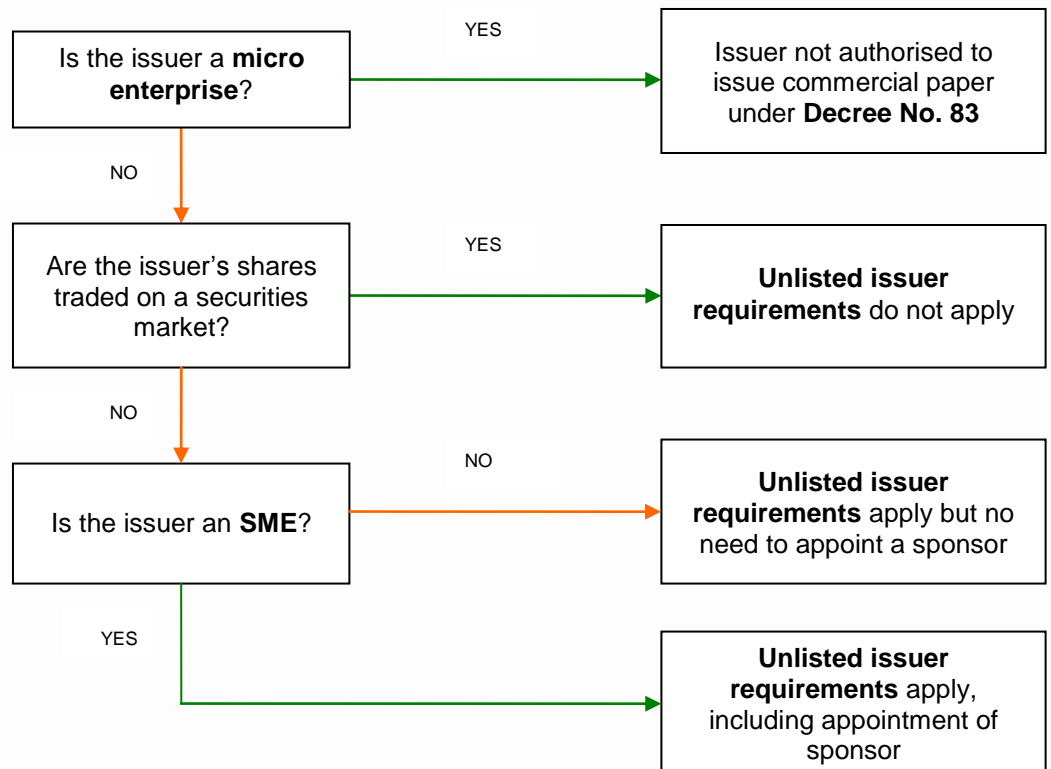 Is the issuer a micro
enterprise?
YES
Issuer not authorised to
issue commercial paper
under Decree No. 83
NO
Are the issuer's shares
traded on a securities
market?
YES
Unlisted issuer
requirements do not apply
NO
Is the issuer an SME?
NO
Unlisted issuer
requirements apply but no
need to appoint a sponsor
YES
Unlisted issuer
requirements apply,
including appointment of
sponsor